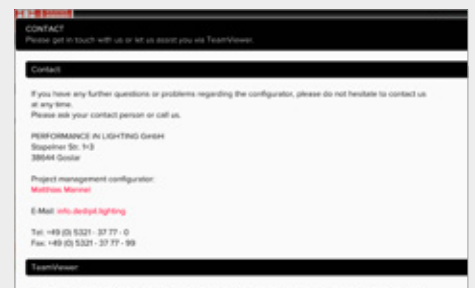 CONTACT
Please get in touch with us or let us assist you via TeamViewer.
Contact
If you have any further questions or problems regarding the configurator, please do not hesitate to contact us
at any time.
Please ask your contact person or call us.
PERFORMANCE IN LIGHTING GmbH
Stapelner Str. 1+3
38644 Goslar
Project management configurator:
Matthias Manner
E-Mail: info.de@pil.lighting
Tel: +49 (0) 5321 - 37 77 - 0
Fax: +49 (0) 5321 - 37 77 - 99
TeamViewer